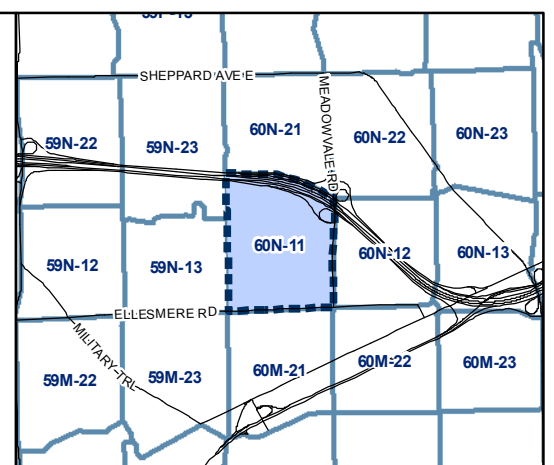 SHEPPARD AVE E
MEADOWVALE RD
59N-22
59N-23
60N-21
60N-22
60N-23
59N-12
59N-13
60N-11
60N-12
60N-13
ELLESMERE RD
MILITARY TRL
59M-22
59M-23
60M-21
60M-22
60M-23